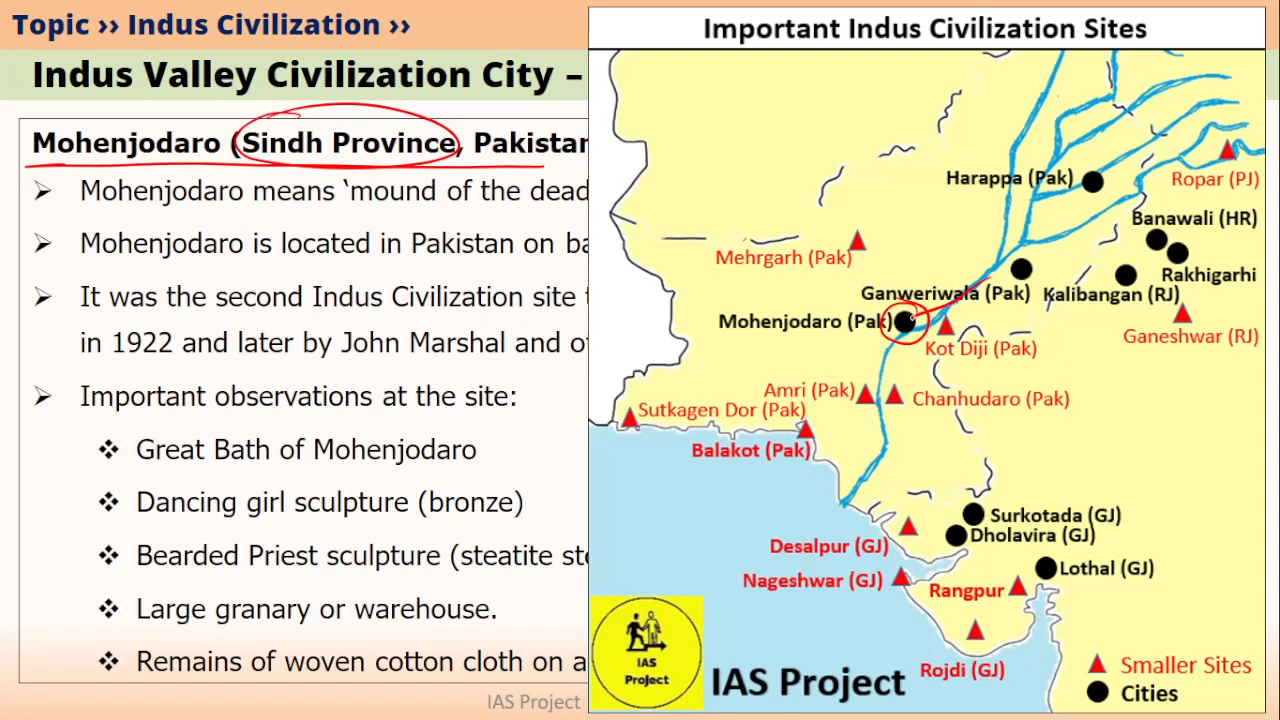 Topic ›› Indus Civilization ››
Indus Valley Civilization City –
Mohenjodaro (Sindh Province, Pakistan
➢ Mohenjodaro means ‘mound of the dead
➢ Mohenjodaro is located in Pakistan on ba
➢ It was the second Indus Civilization site
in 1922 and later by John Marshal and
➢ Important observations at the site:
❖ Great Bath of Mohenjodaro
❖ Dancing girl sculpture (bronze)
❖ Bearded Priest sculpture (steatite
❖ Large granary or warehouse.
❖ Remains of woven cotton cloth on a
IAS Project
Important Indus Civilization Sites
Harappa (Pak)
Ropar (PJ)
Banawali (HR)
Mehrgarh (Pak)
Rakhigarhi
Ganweriwala (Pak)
Kalibangan (RJ)
Mohenjodaro (Pak)
Ganeshwar (RJ)
Kot Diji (Pak)
Amri (Pak)
Chanhudaro (Pak)
Sutkagen Dor (Pak)
Balakot (Pak)
Surkotada (GJ)
Dholavira (GJ)
Desalpur (GJ)
Lothal (GJ)
Nageshwar (GJ)
Rangpur
Rojdi (GJ)
IAS
Project
IAS Project
Smaller Sites
Cities